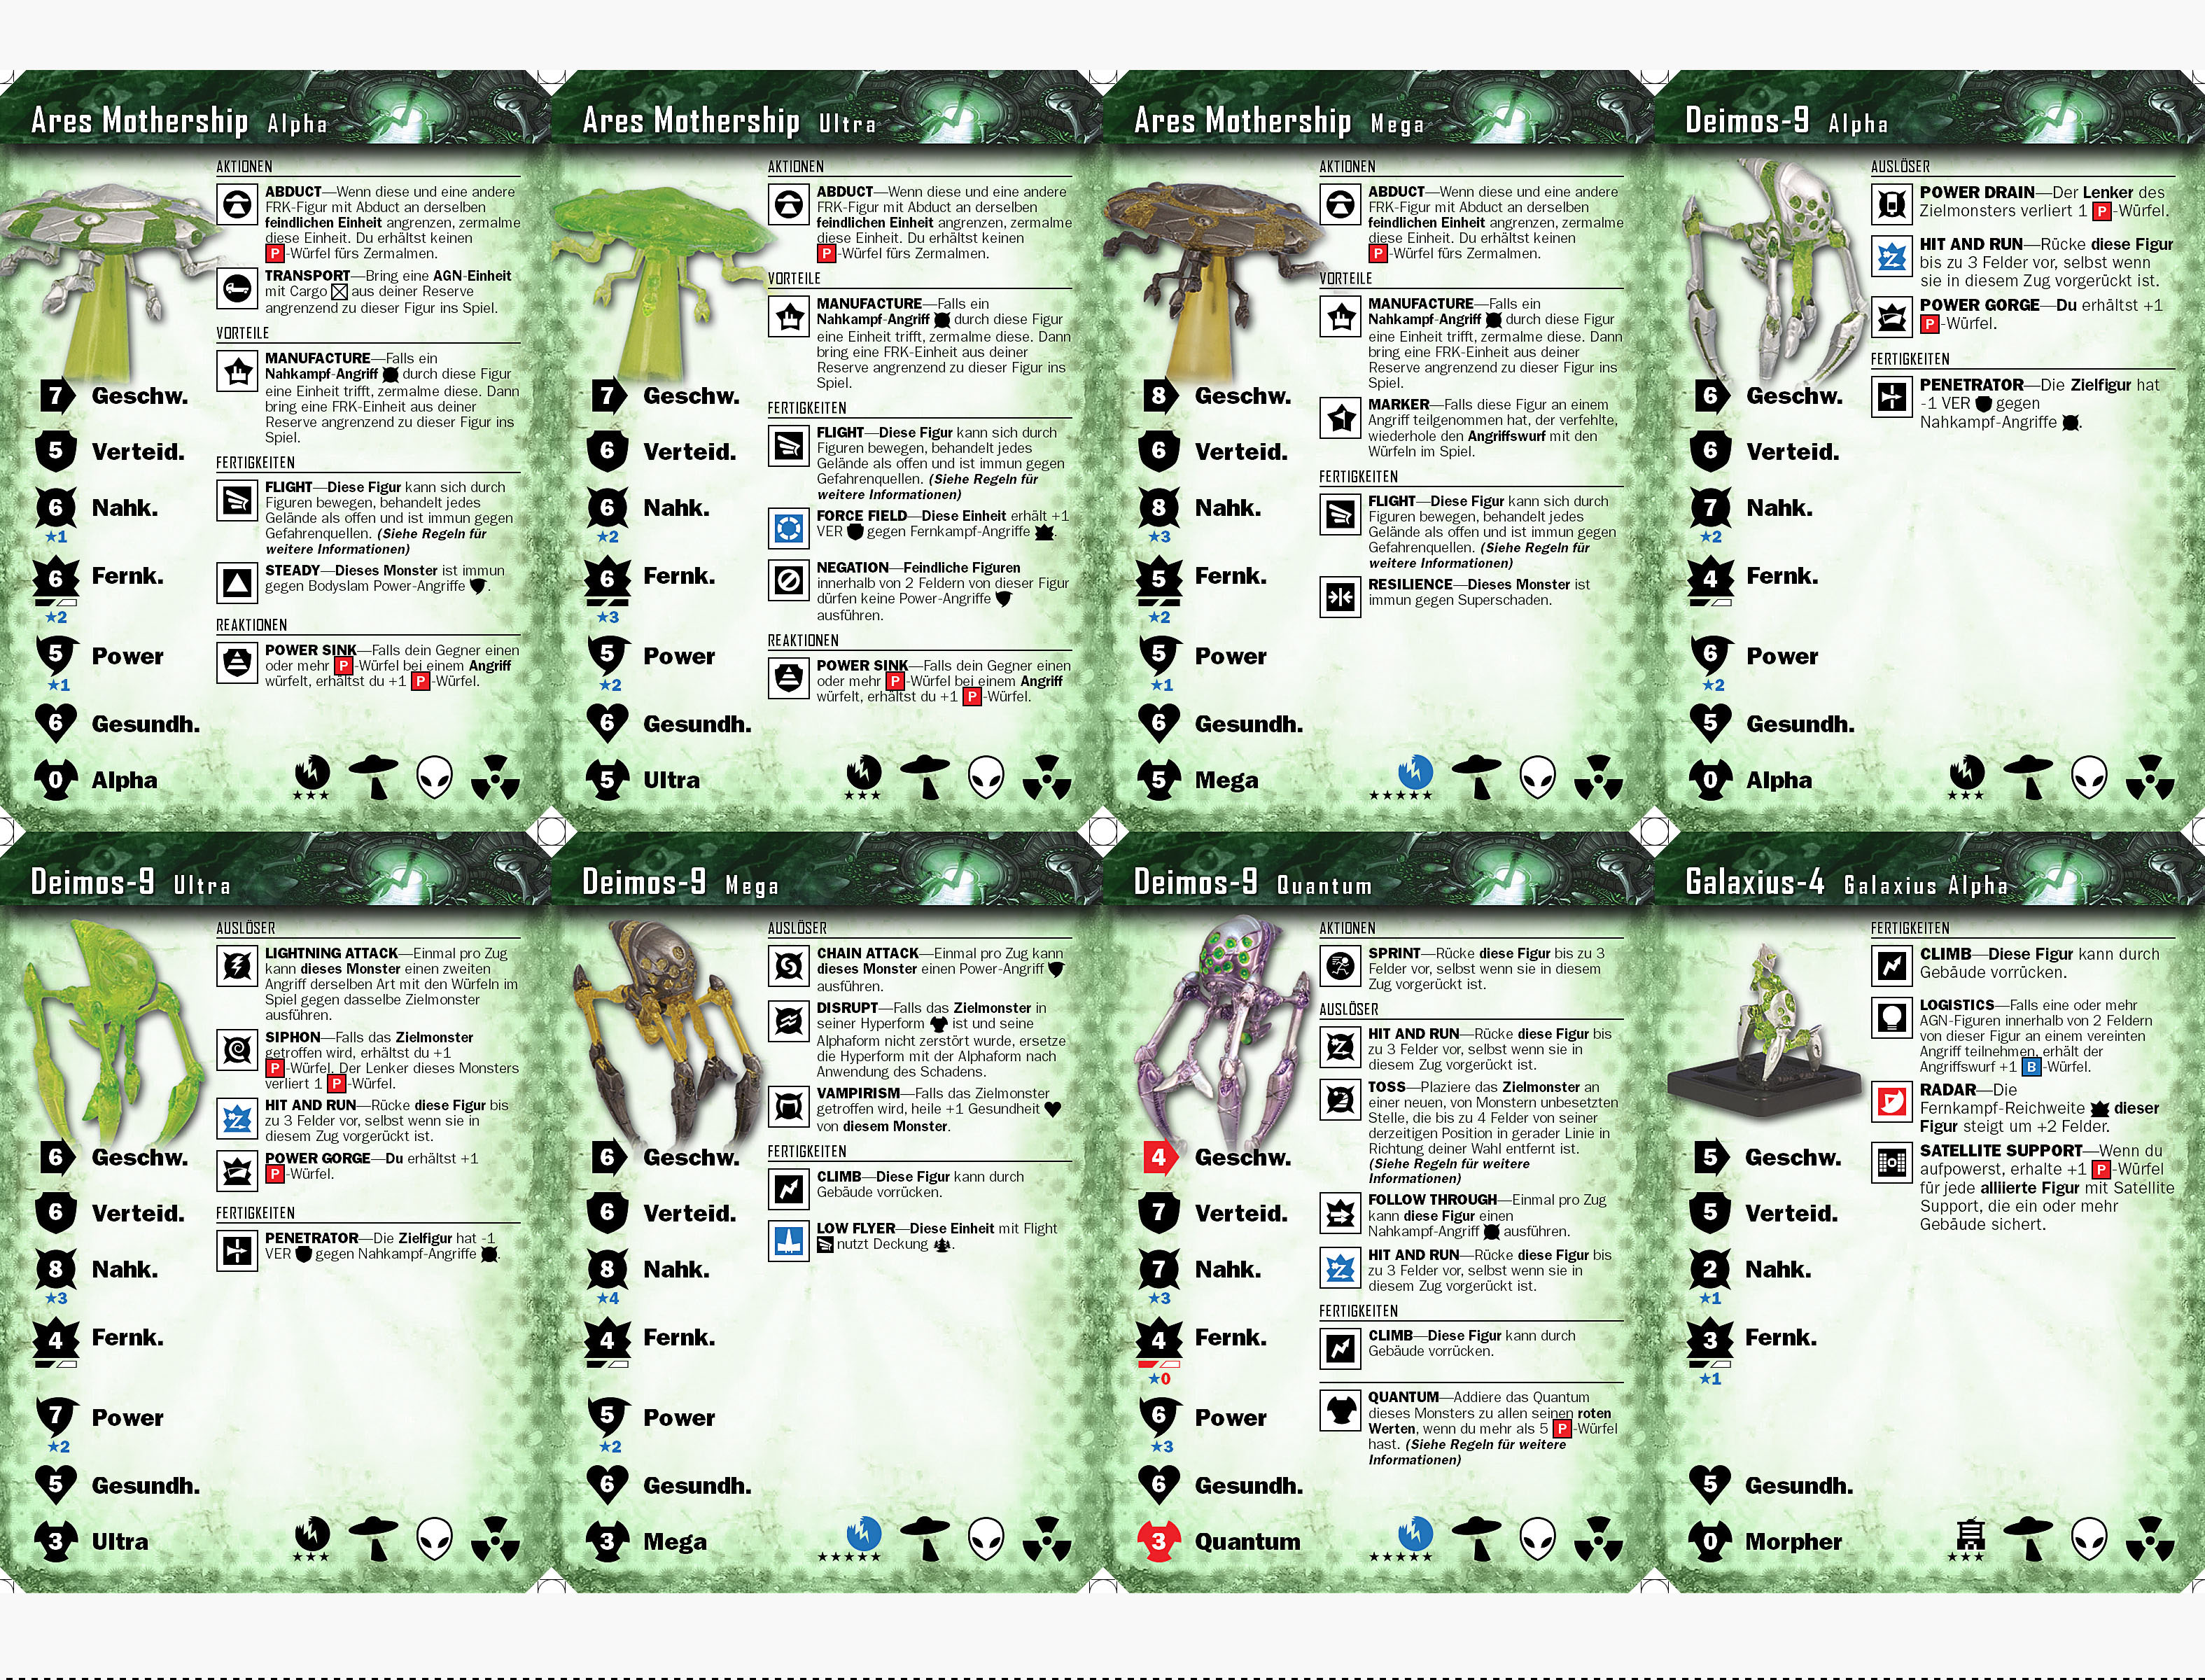 Ares Mothership Alpha
AKTIONEN
ABDUCT—Wenn diese und eine andere
FRK-Figur mit Abduct an derselben
feindlichen Einheit angrenzen, zermalme
diese Einheit. Du erhältst keinen
P-Würfel fürs Zermalmen.
TRANSPORT—Bring eine AGN-Einheit
mit Cargo aus deiner Reserve
angrenzend zu dieser Figur ins Spiel.
VORTEILE
MANUFACTURE—Falls ein
Nahkampf-Angriff durch diese Figur
eine Einheit trifft, zermalme diese. Dann
bring eine FRK-Einheit aus deiner
Reserve angrenzend zu dieser Figur ins
Spiel.
FERTIGKEITEN
FLIGHT—Diese Figur kann sich durch
Figuren bewegen, behandelt jedes
Gelände als offen und ist immun gegen
Gefahrenquellen. (Siehe Regeln für
weitere Informationen)
STEADY—Dieses Monster ist immun
gegen Bodyslam Power-Angriffe .
REAKTIONEN
POWER SINK—Falls dein Gegner einen
oder mehr P-Würfel bei einem Angriff
würfelt, erhältst du +1 P-Würfel.
7 Geschw.
5 Verteid.
6 Nahk.
★1
6 Fernk.
★2
5 Power
★1
6 Gesundh.
0 Alpha
★★★
Ares Mothership Ultra
AKTIONEN
ABDUCT—Wenn diese und eine andere
FRK-Figur mit Abduct an derselben
feindlichen Einheit angrenzen, zermalme
diese Einheit. Du erhältst keinen
P-Würfel fürs Zermalmen.
VORTEILE
MANUFACTURE—Falls ein
Nahkampf-Angriff durch diese Figur
eine Einheit trifft, zermalme diese. Dann
bring eine FRK-Einheit aus deiner
Reserve angrenzend zu dieser Figur ins
Spiel.
FERTIGKEITEN
FLIGHT—Diese Figur kann sich durch
Figuren bewegen, behandelt jedes
Gelände als offen und ist immun gegen
Gefahrenquellen. (Siehe Regeln für
weitere Informationen)
FORCE FIELD—Diese Einheit erhält +1
VER gegen Fernkampf-Angriffe .
NEGATION—Feindliche Figuren
innerhalb von 2 Feldern von dieser Figur
dürfen keine Power-Angriffe
ausführen.
REAKTIONEN
POWER SINK—Falls dein Gegner einen
oder mehr P-Würfel bei einem Angriff
würfelt, erhältst du +1 P-Würfel.
7 Geschw.
6 Verteid.
6 Nahk.
★2
6 Fernk.
★3
5 Power
★2
6 Gesundh.
5 Ultra
★★★
Ares Mothership Mega
AKTIONEN
ABDUCT—Wenn diese und eine andere
FRK-Figur mit Abduct an derselben
feindlichen Einheit angrenzen, zermalme
diese Einheit. Du erhältst keinen
P-Würfel fürs Zermalmen.
VORTEILE
MANUFACTURE—Falls ein
Nahkampf-Angriff durch diese Figur
eine Einheit trifft, zermalme diese. Dann
bring eine FRK-Einheit aus deiner
Reserve angrenzend zu dieser Figur ins
Spiel.
MARKER—Falls diese Figur an einem
Angriff teilgenommen hat, der verfehlte,
wiederhole den Angriffswurf mit den
Würfeln im Spiel.
FERTIGKEITEN
FLIGHT—Diese Figur kann sich durch
Figuren bewegen, behandelt jedes
Gelände als offen und ist immun gegen
Gefahrenquellen. (Siehe Regeln für
weitere Informationen)
RESILIENCE—Dieses Monster ist
immun gegen Superschaden.
8 Geschw.
6 Verteid.
8 Nahk.
★3
5 Fernk.
★2
5 Power
★1
6 Gesundh.
5 Mega
★★★★★
Deimos-9 Alpha
AUSLÖSER
POWER DRAIN—Der Lenker des
Zielmonsters verliert 1 P-Würfel.
HIT AND RUN—Rücke diese Figur
bis zu 3 Felder vor, selbst wenn
sie in diesem Zug vorgerückt ist.
POWER GORGE—Du erhältst +1
P-Würfel.
FERTIGKEITEN
PENETRATOR—Die Zielfigur hat
-1 VER gegen
Nahkampf-Angriffe .
6 Geschw.
6 Verteid.
7 Nahk.
★2
4 Fernk.
6 Power
★2
5 Gesundh.
0 Alpha
★★★
Deimos-9 Ultra
AUSLÖSER
LIGHTNING ATTACK—Einmal pro Zug
kann dieses Monster einen zweiten
Angriff derselben Art mit den Würfeln im
Spiel gegen dasselbe Zielmonster
ausführen.
SIPHON—Falls das Zielmonster
getroffen wird, erhältst du +1
P-Würfel. Der Lenker dieses Monsters
verliert 1 P-Würfel.
HIT AND RUN—Rücke diese Figur bis
zu 3 Felder vor, selbst wenn sie in
diesem Zug vorgerückt ist.
POWER GORGE—Du erhältst +1
P-Würfel.
FERTIGKEITEN
PENETRATOR—Die Zielfigur hat -1
VER gegen Nahkampf-Angriffe .
6 Geschw.
6 Verteid.
8 Nahk.
★3
4 Fernk.
7 Power
★2
5 Gesundh.
3 Ultra
★★★
Deimos-9 Mega
AUSLÖSER
CHAIN ATTACK—Einmal pro Zug kann
dieses Monster einen Power-Angriff
ausführen.
DISRUPT—Falls das Zielmonster in
seiner Hyperform ist und seine
Alphaform nicht zerstört wurde, ersetze
die Hyperform mit der Alphaform nach
Anwendung des Schadens.
VAMPIRISM—Falls das Zielmonster
getroffen wird, heile +1 Gesundheit
von diesem Monster.
FERTIGKEITEN
CLIMB—Diese Figur kann durch
Gebäude vorrücken.
LOW FLYER—Diese Einheit mit Flight
nutzt Deckung .
6 Geschw.
6 Verteid.
8 Nahk.
★4
4 Fernk.
5 Power
★2
6 Gesundh.
3 Mega
★★★★★
Deimos-9 Quantum
AKTIONEN
SPRINT—Rücke diese Figur bis zu 3
Felder vor, selbst wenn sie in diesem
Zug vorgerückt ist.
AUSLÖSER
HIT AND RUN—Rücke diese Figur bis
zu 3 Felder vor, selbst wenn sie in
diesem Zug vorgerückt ist.
TOSS—Plaziere das Zielmonster an
einer neuen, von Monstern unbesetzten
Stelle, die bis zu 4 Felder von seiner
derzeitigen Position in gerader Linie in
Richtung deiner Wahl entfernt ist.
(Siehe Regeln für weitere
Informationen)
FOLLOW THROUGH—Einmal pro Zug
kann diese Figur einen
Nahkampf-Angriff ausführen.
HIT AND RUN—Rücke diese Figur bis
zu 3 Felder vor, selbst wenn sie in
diesem Zug vorgerückt ist.
FERTIGKEITEN
CLIMB—Diese Figur kann durch
Gebäude vorrücken.
QUANTUM—Addiere das Quantum
dieses Monsters zu allen seinen roten
Werten, wenn du mehr als 5 P-Würfel
hast. (Siehe Regeln für weitere
Informationen)
4 Geschw.
7 Verteid.
7 Nahk.
★3
4 Fernk.
★0
6 Power
★3
6 Gesundh.
3 Quantum
★★★★★
Galaxius-4 Galaxius Alpha
FERTIGKEITEN
CLIMB—Diese Figur kann durch
Gebäude vorrücken.
LOGISTICS—Falls eine oder mehr
AGN-Figuren innerhalb von 2 Feldern
von dieser Figur an einem vereinten
Angriff teilnehmen, erhält der
Angriffswurf +1 B-Würfel.
RADAR—Die
Fernkampf-Reichweite dieser
Figur steigt um +2 Felder.
SATELLITE SUPPORT—Wenn du
aufpowerst, erhalte +1 P-Würfel
für jede alliierte Figur mit Satellite
Support, die ein oder mehr
Gebäude sichert.
5 Geschw.
5 Verteid.
2 Nahk.
★1
3 Fernk.
★1
5 Gesundh.
0 Morpher
★★★